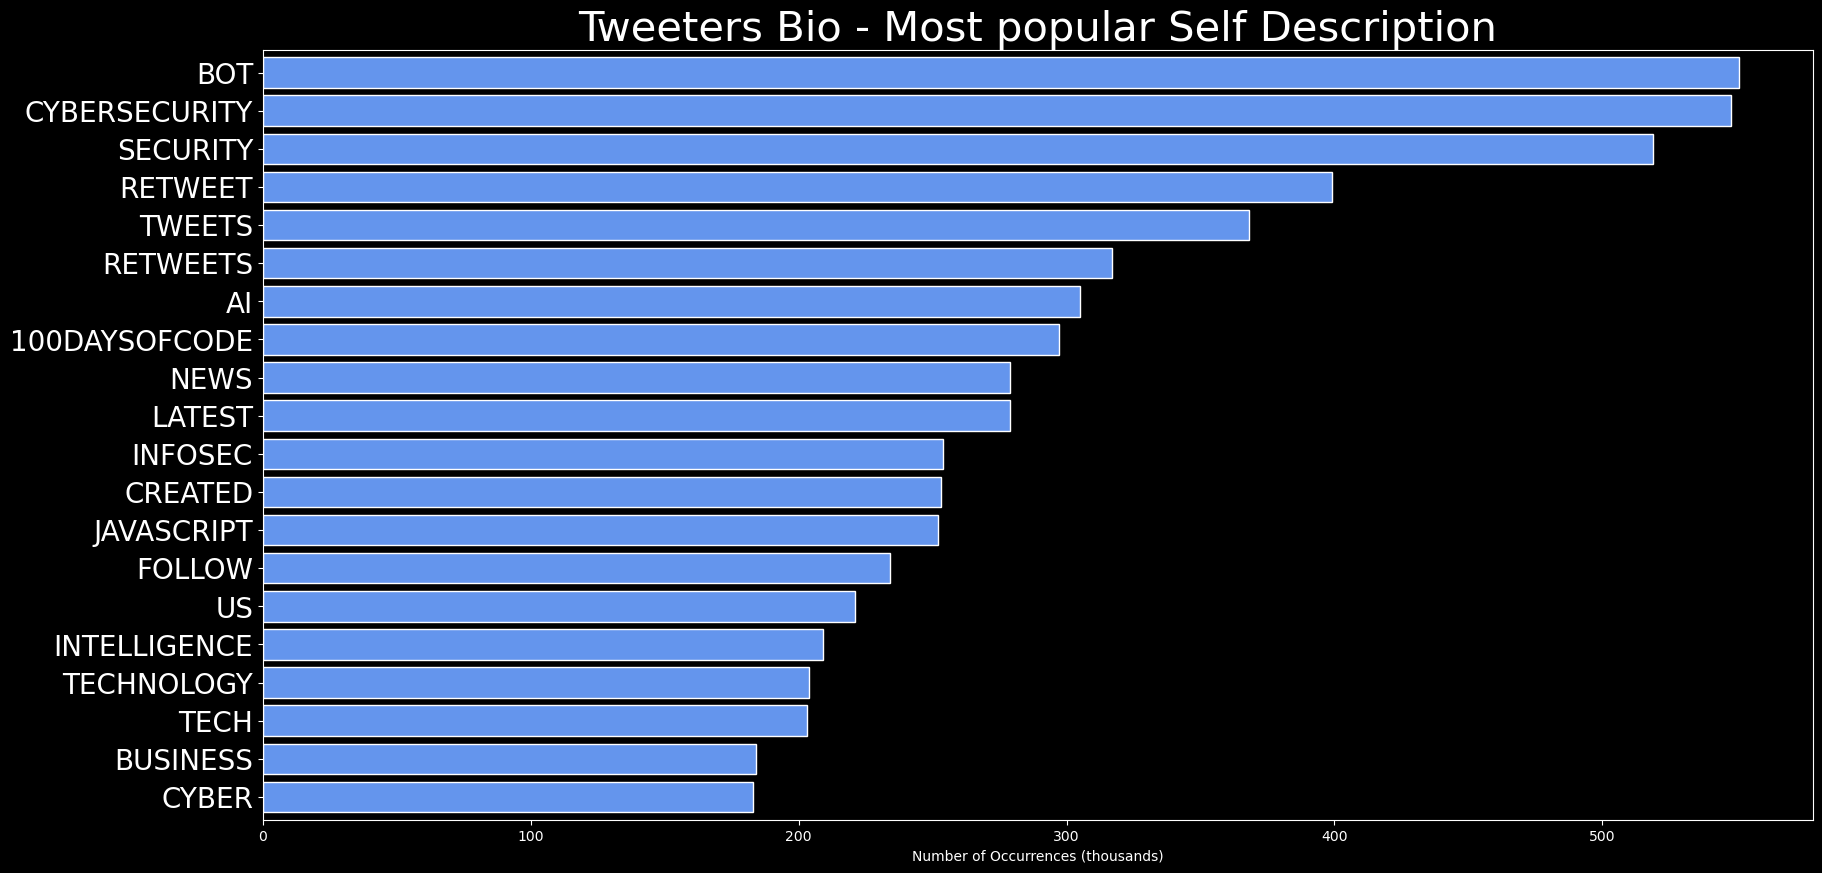 Tweeters Bio - Most popular Self Description
BOT
CYBERSECURITY
SECURITY
RETWEET
TWEETS
RETWEETS
AI
100DAYSOFCODE
NEWS
LATEST
INFOSEC
CREATED
JAVASCRIPT
FOLLOW
US
INTELLIGENCE
TECHNOLOGY
TECH
BUSINESS
CYBER
0 100 200 300 400 500
Number of Occurrences (thousands)